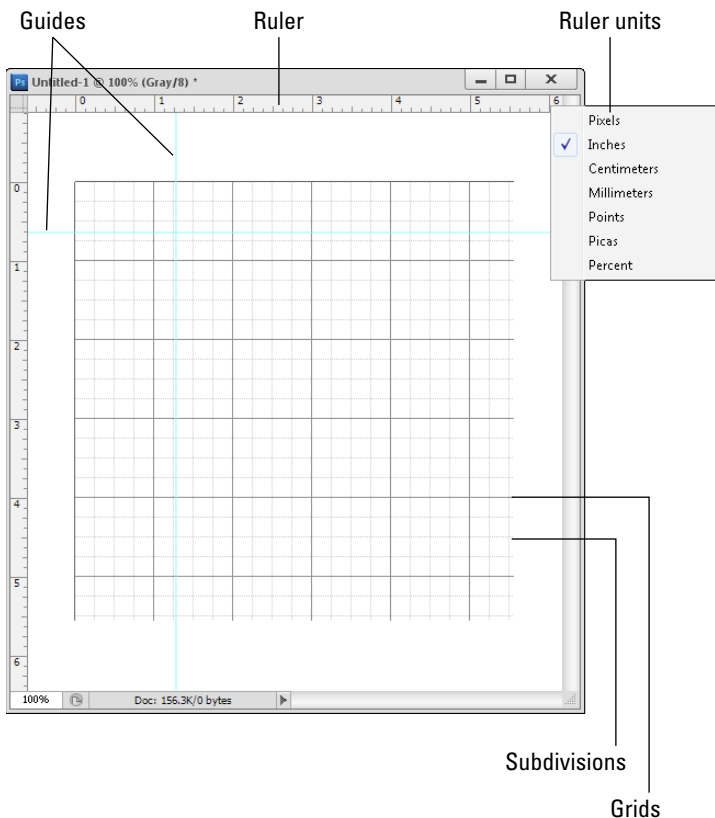 Guides Ruler Ruler units
Ps Untitled-1 @ 100% (Gray/8) *
0 1 2 3 4 5 6
Pixels
Inches
Centimeters
Millimeters
Points
Picas
Percent
0
1
2
3
4
5
6
100% Doc: 156.3K/0 bytes
Subdivisions
Grids